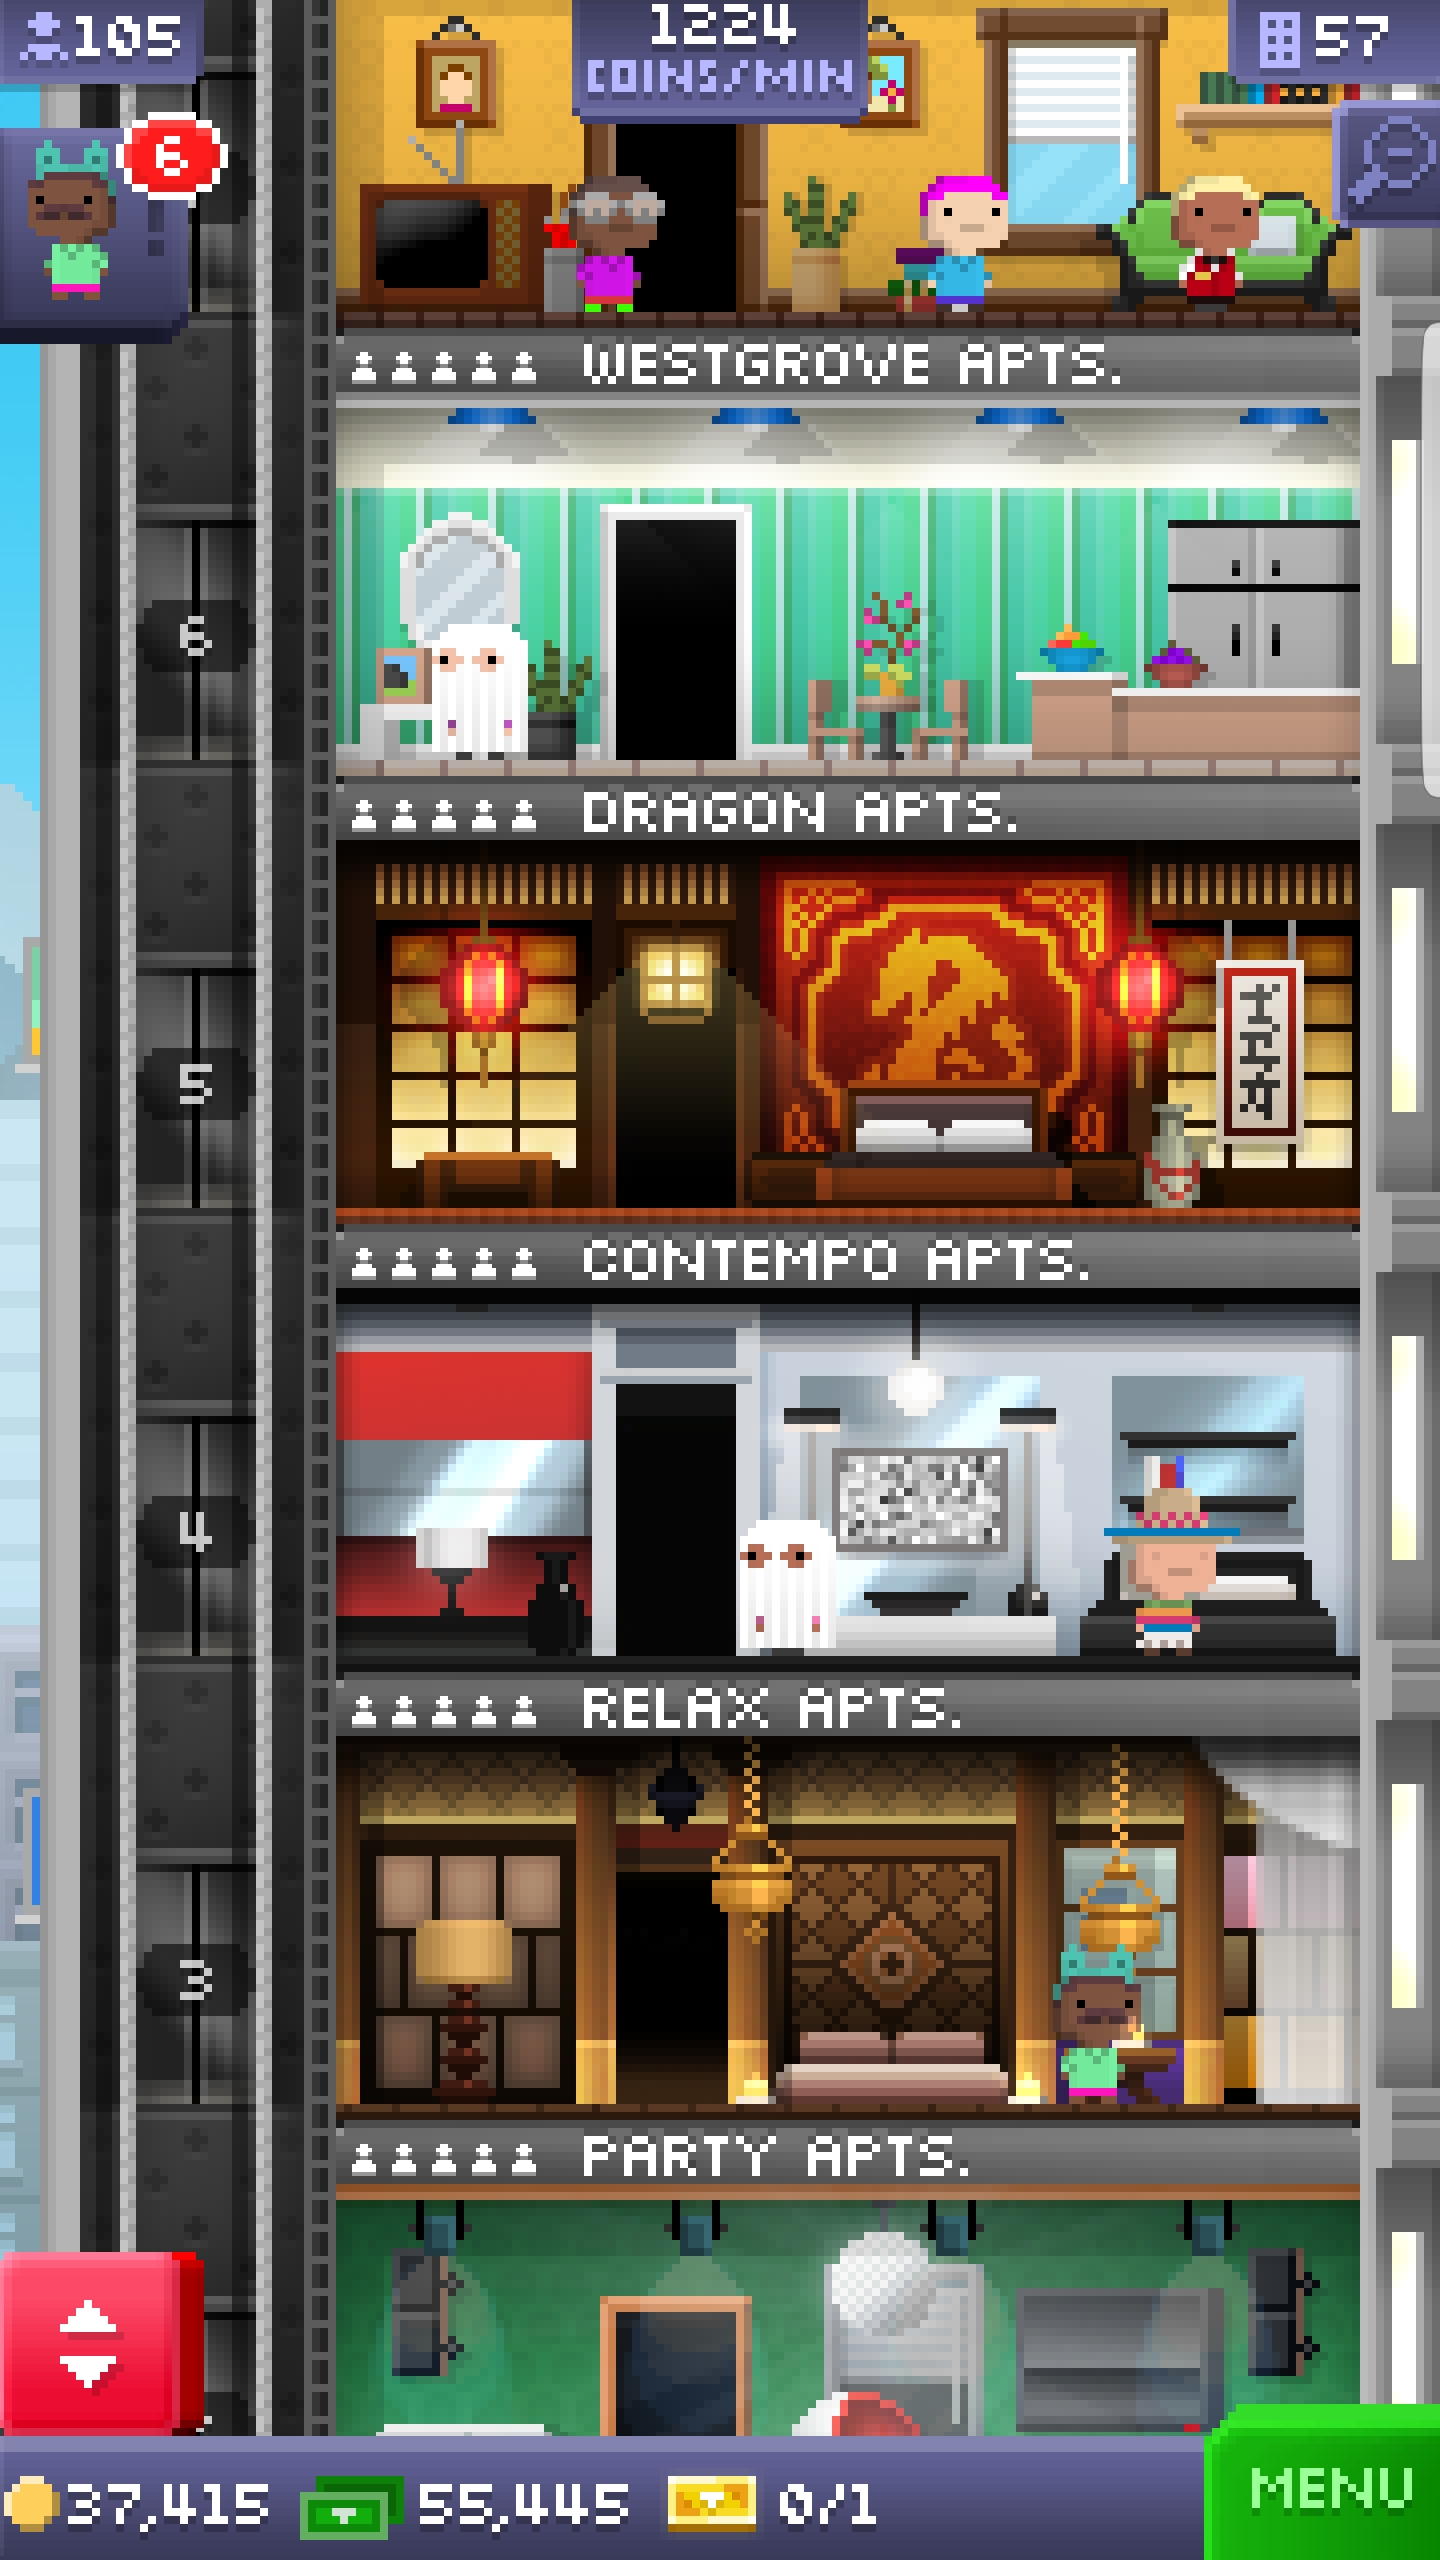 105
1224
COINS/MIN
57
6
WESTGROVE APTS.
6
DRAGON APTS.
5
CONTEMPO APTS.
4
RELAX APTS.
3
PARTY APTS.
37,415
55,445
0/1
MENU